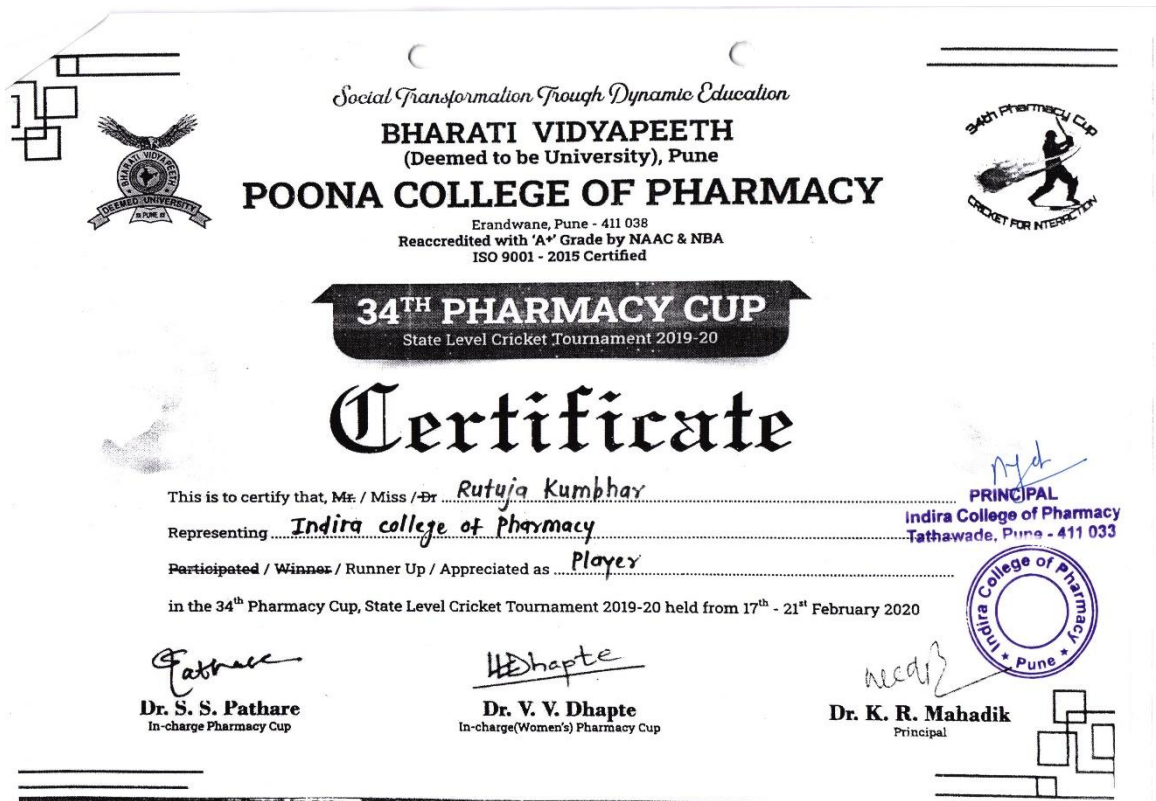 Social Transformation Trough Dynamic Education
BHARATI VIDYAPEETH
(Deemed to be University), Pune
POONA COLLEGE OF PHARMACY
Erandwane, Pune - 411 038
Reaccredited with 'A+' Grade by NAAC & NBA
ISO 9001 - 2015 Certified
BHARATI VIDYAPEETH
DEEMED UNIVERSITY
PUNE
34th Pharmacy Cup
CRICKET FOR INTERACTION
34TH PHARMACY CUP
State Level Cricket Tournament 2019-20
Certificate
This is to certify that, Mr. / Miss / Dr Rutuja Kumbhar
Representing Indira college of Pharmacy
Participated / Winner / Runner Up / Appreciated as Player
in the 34th Pharmacy Cup, State Level Cricket Tournament 2019-20 held from 17th - 21st February 2020
PRINCIPAL
Indira College of Pharmacy
Tathawade, Pune - 411 033
Indira College of Pharmacy
★ Pune ★
Pathare
Dr. S. S. Pathare
In-charge Pharmacy Cup
Dhapte
Dr. V. V. Dhapte
In-charge(Women's) Pharmacy Cup
Dr. K. R. Mahadik
Principal